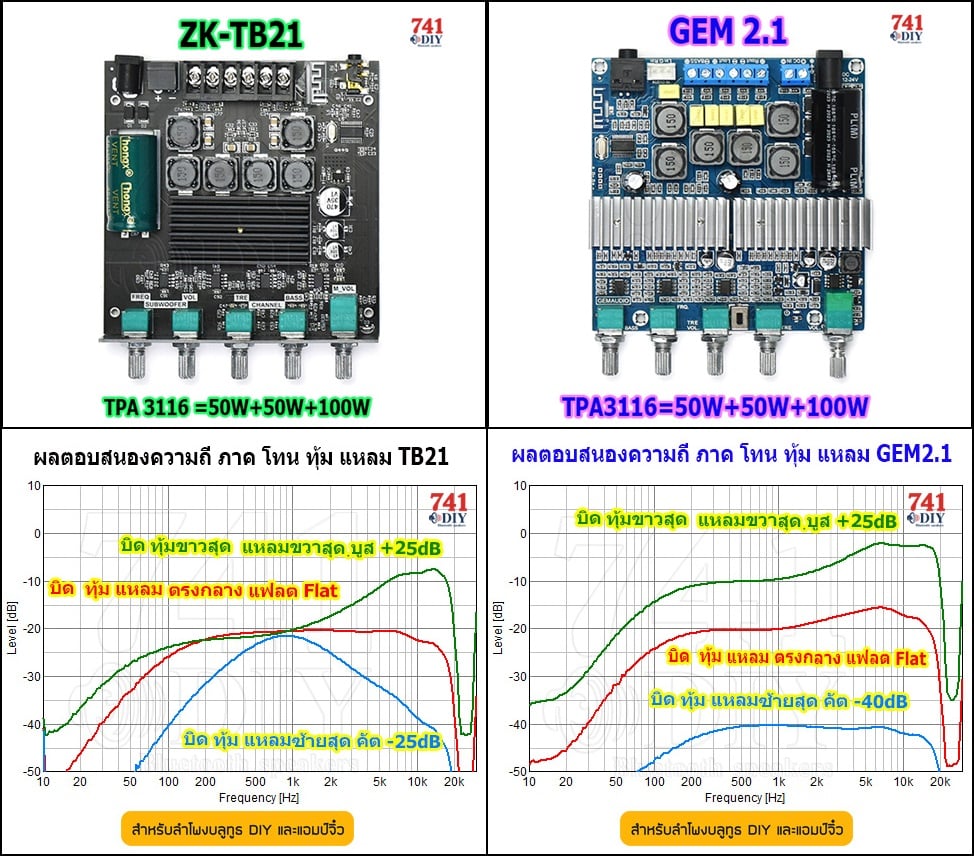 ZK-TB21
741
DIY
FREQ
VOL
TRE
BASS
M_VOL
SUBWOOFER
CHANNEL
TPA 3116 =50W+50W+100W
GEM 2.1
741
DIY
GEMAUDIO
BASS
FRQ.
TRE
VOL
TPA3116=50W+50W+100W
ผลตอบสนองความถี่ ภาค โทน ทุ้ม แหลม TB21
741
DIY
บิด ทุ้มขาวสุด แหลมขวาสุด บูส +25dB
บิด ทุ้ม แหลม ตรงกลาง แฟลต Flat
บิด ทุ้ม แหลมซ้ายสุด คัต -25dB
Level [dB]
10
0
-10
-20
-30
-40
-50
10 20 50 100 200 500 1k 2k 5k 10k 20k
Frequency [Hz]
สำหรับลำโพงบลูทูธ DIY และแอมป์จิ๋ว
ผลตอบสนองความถี่ ภาค โทน ทุ้ม แหลม GEM2.1
741
DIY
บิด ทุ้มขาวสุด แหลมขวาสุด บูส +25dB
บิด ทุ้ม แหลม ตรงกลาง แฟลต Flat
บิด ทุ้ม แหลมซ้ายสุด คัต -40dB
Level [dB]
10
0
-10
-20
-30
-40
-50
10 20 50 100 200 500 1k 2k 5k 10k 20k
Frequency [Hz]
สำหรับลำโพงบลูทูธ DIY และแอมป์จิ๋ว